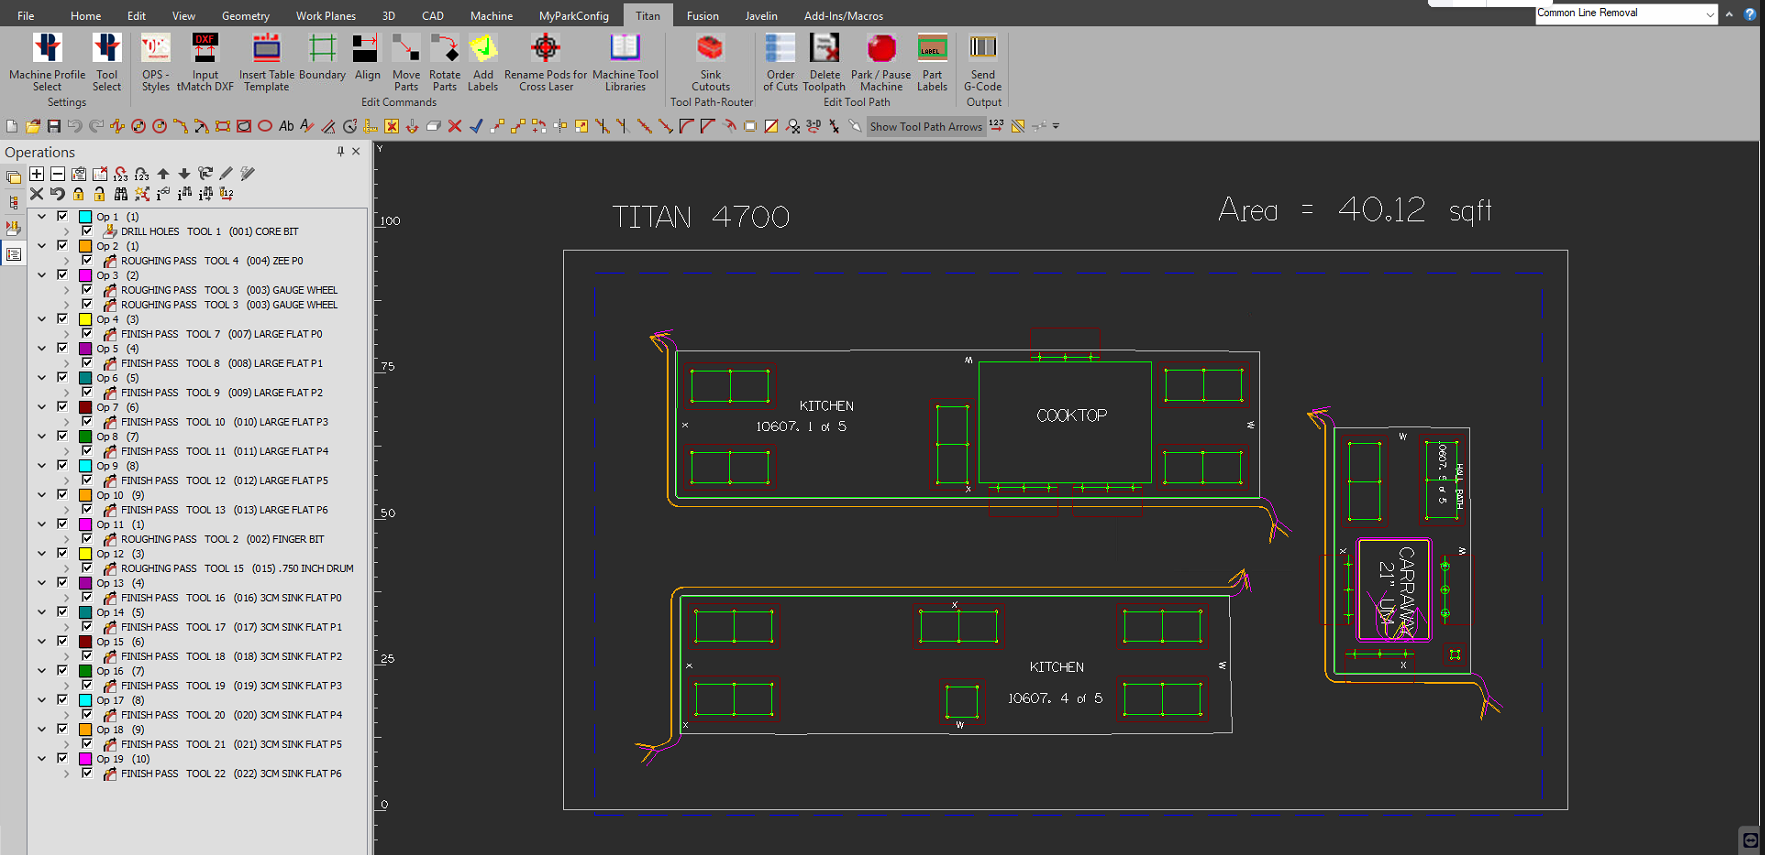 File Home Edit View Geometry Work Planes 3D CAD Machine MyParkConfig Titan Fusion Javelin Add-Ins/Macros
Common Line Removal
Machine Profile Select
Tool Select
Settings
OPS - Styles
Input tMatch DXF
Insert Table Template
Boundary
Align
Move Parts
Rotate Parts
Add Labels
Rename Pods for Cross Laser
Machine Tool Libraries
Edit Commands
Sink Cutouts
Tool Path-Router
Order of Cuts
Delete Toolpath
Park / Pause Machine
Part Labels
Edit Tool Path
Send G-Code
Output
Show Tool Path Arrows
Operations
Op 1 (1)
DRILL HOLES TOOL 1 (001) CORE BIT
Op 2 (1)
ROUGHING PASS TOOL 4 (004) ZEE P0
Op 3 (2)
ROUGHING PASS TOOL 3 (003) GAUGE WHEEL
ROUGHING PASS TOOL 3 (003) GAUGE WHEEL
Op 4 (3)
FINISH PASS TOOL 7 (007) LARGE FLAT P0
Op 5 (4)
FINISH PASS TOOL 8 (008) LARGE FLAT P1
Op 6 (5)
FINISH PASS TOOL 9 (009) LARGE FLAT P2
Op 7 (6)
FINISH PASS TOOL 10 (010) LARGE FLAT P3
Op 8 (7)
FINISH PASS TOOL 11 (011) LARGE FLAT P4
Op 9 (8)
FINISH PASS TOOL 12 (012) LARGE FLAT P5
Op 10 (9)
FINISH PASS TOOL 13 (013) LARGE FLAT P6
Op 11 (1)
ROUGHING PASS TOOL 2 (002) FINGER BIT
Op 12 (3)
ROUGHING PASS TOOL 15 (015) .750 INCH DRUM
Op 13 (4)
FINISH PASS TOOL 16 (016) 3CM SINK FLAT P0
Op 14 (5)
FINISH PASS TOOL 17 (017) 3CM SINK FLAT P1
Op 15 (6)
FINISH PASS TOOL 18 (018) 3CM SINK FLAT P2
Op 16 (7)
FINISH PASS TOOL 19 (019) 3CM SINK FLAT P3
Op 17 (8)
FINISH PASS TOOL 20 (020) 3CM SINK FLAT P4
Op 18 (9)
FINISH PASS TOOL 21 (021) 3CM SINK FLAT P5
Op 19 (10)
FINISH PASS TOOL 22 (022) 3CM SINK FLAT P6
Y
100
75
50
25
0
TITAN 4700
Area = 40.12 sqft
KITCHEN
10607. 1 of 5
COOKTOP
KITCHEN
10607. 4 of 5
HALL BATH
10607. 5 of 5
CARRAWAY
21" UM